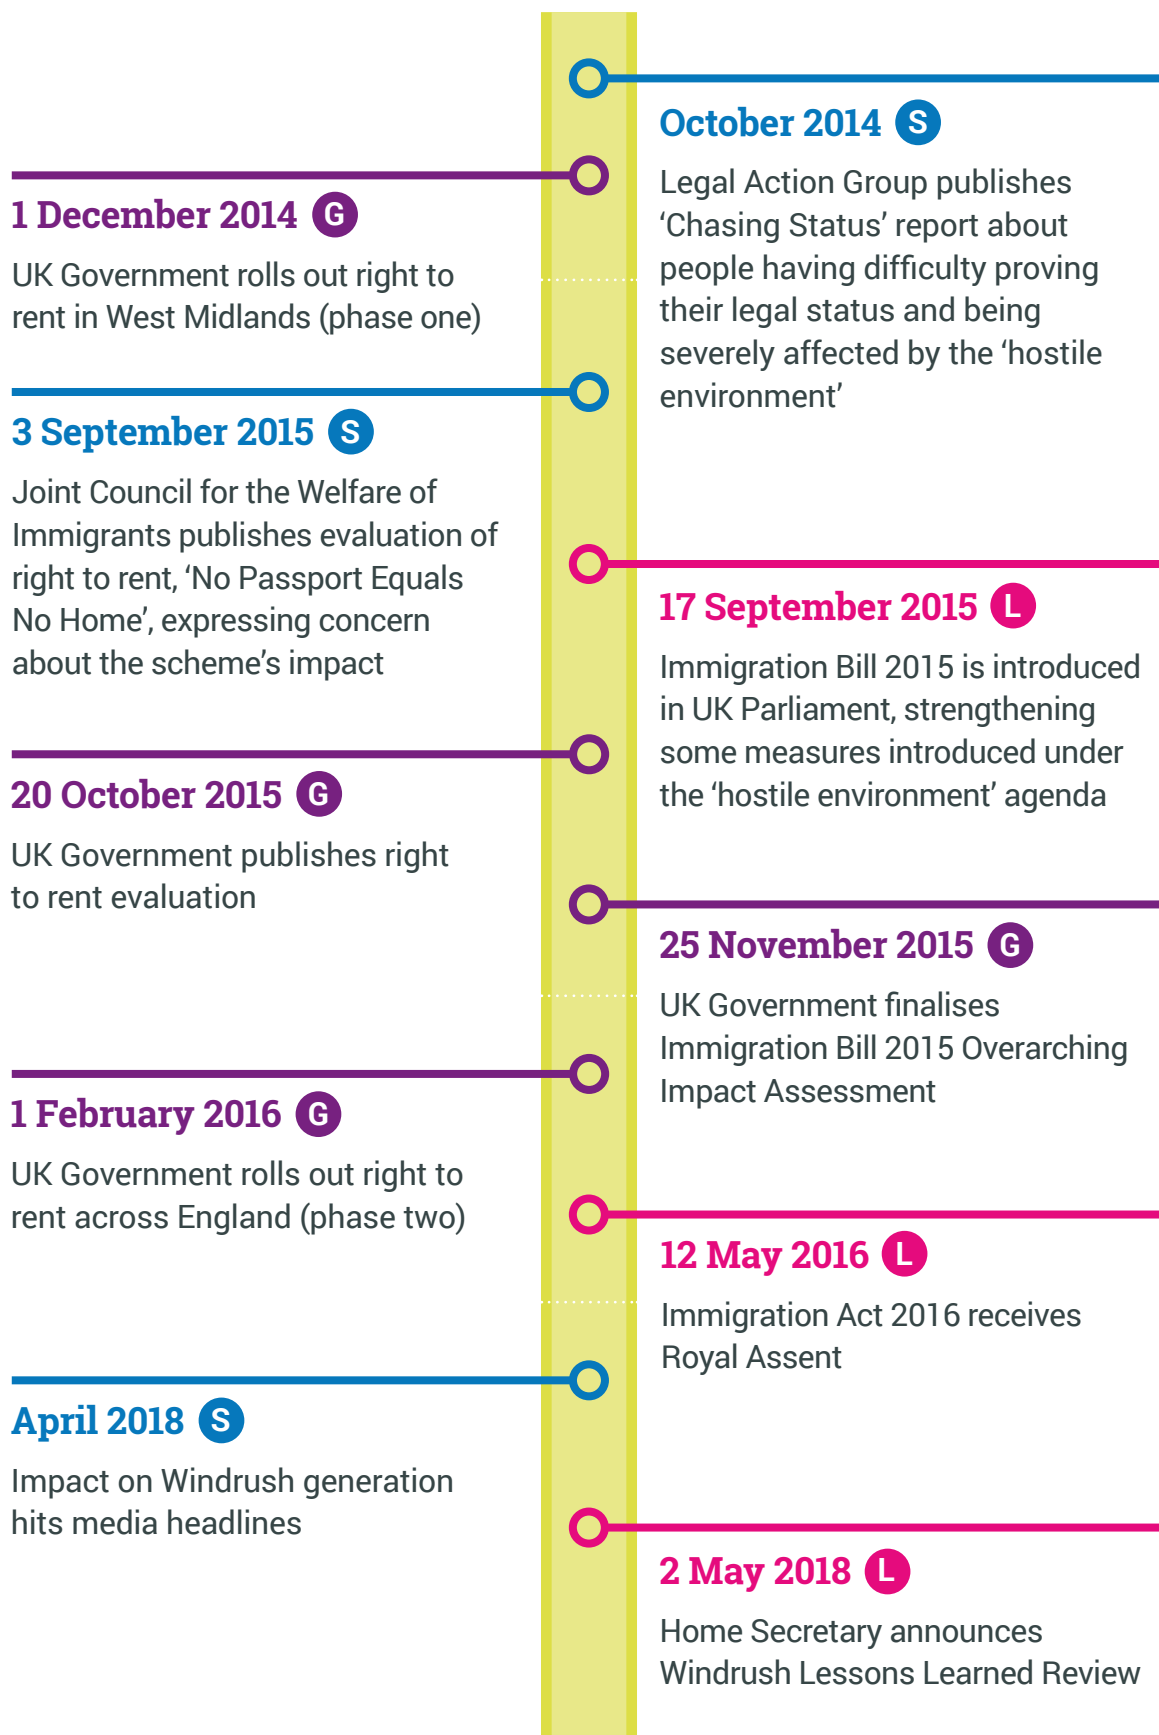 October 2014 S
Legal Action Group publishes
‘Chasing Status’ report about
people having difficulty proving
their legal status and being
severely affected by the ‘hostile
environment’
1 December 2014 G
UK Government rolls out right to
rent in West Midlands (phase one)
3 September 2015 S
Joint Council for the Welfare of
Immigrants publishes evaluation of
right to rent, ‘No Passport Equals
No Home’, expressing concern
about the scheme’s impact
17 September 2015 L
Immigration Bill 2015 is introduced
in UK Parliament, strengthening
some measures introduced under
the ‘hostile environment’ agenda
20 October 2015 G
UK Government publishes right
to rent evaluation
25 November 2015 G
UK Government finalises
Immigration Bill 2015 Overarching
Impact Assessment
1 February 2016 G
UK Government rolls out right to
rent across England (phase two)
12 May 2016 L
Immigration Act 2016 receives
Royal Assent
April 2018 S
Impact on Windrush generation
hits media headlines
2 May 2018 L
Home Secretary announces
Windrush Lessons Learned Review